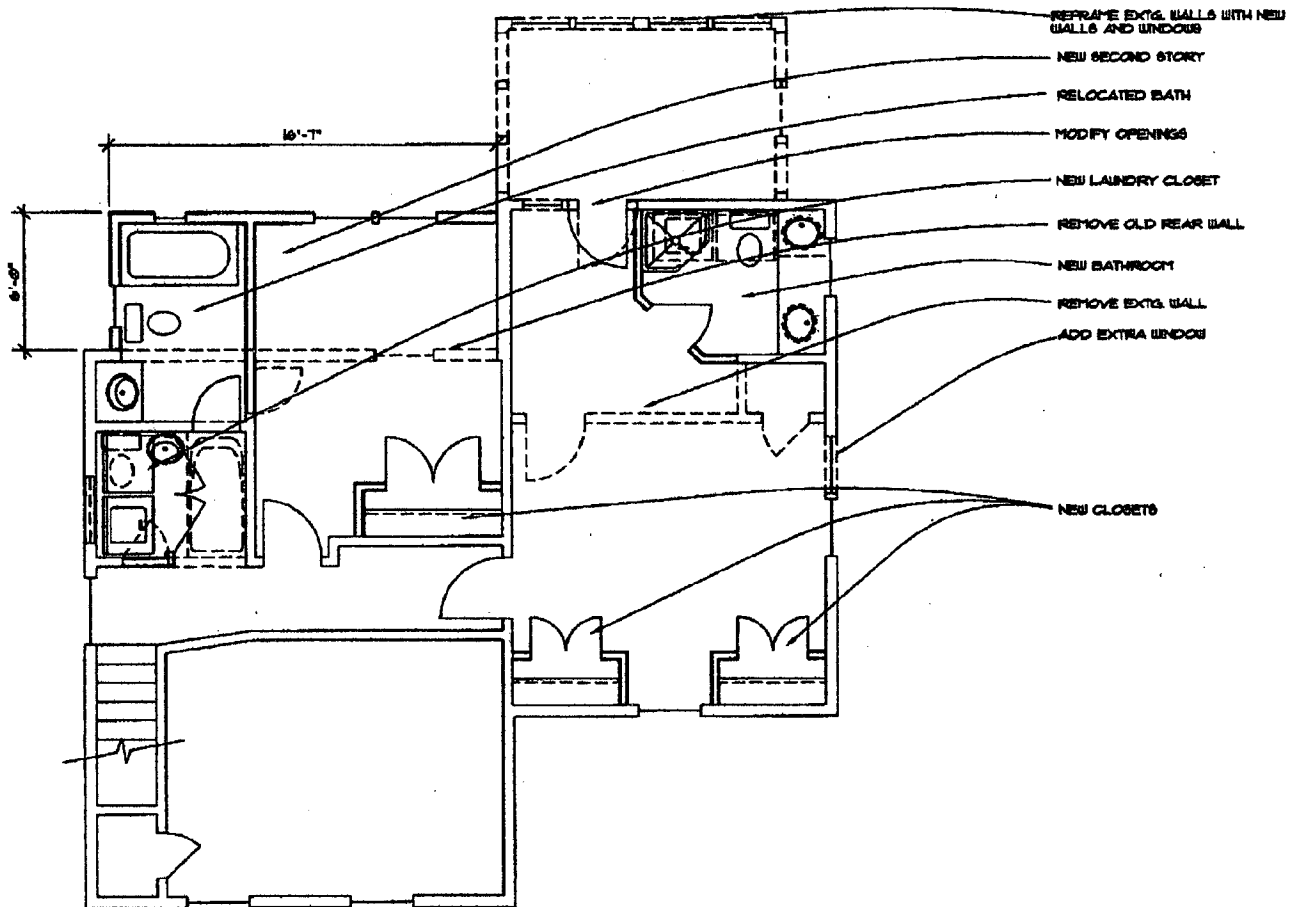 REFRAME EXTG. WALLS WITH NEW
WALLS AND WINDOWS
NEW SECOND STORY
RELOCATED BATH
MODIFY OPENINGS
NEW LAUNDRY CLOSET
REMOVE OLD REAR WALL
NEW BATHROOM
REMOVE EXTG. WALL
ADD EXTRA WINDOW
NEW CLOSETS
16'-7"
6'-0"